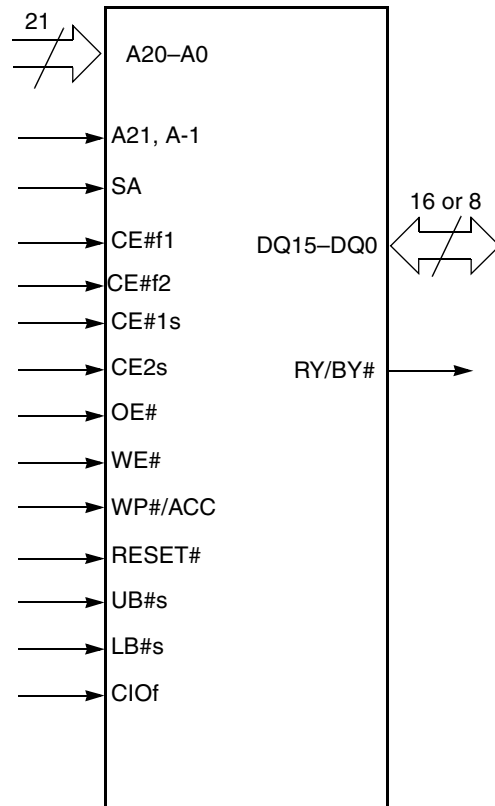 21
A20–A0
A21, A-1
SA
16 or 8
CE#f1
DQ15–DQ0
CE#f2
CE#1s
CE2s
RY/BY#
OE#
WE#
WP#/ACC
RESET#
UB#s
LB#s
CIOf